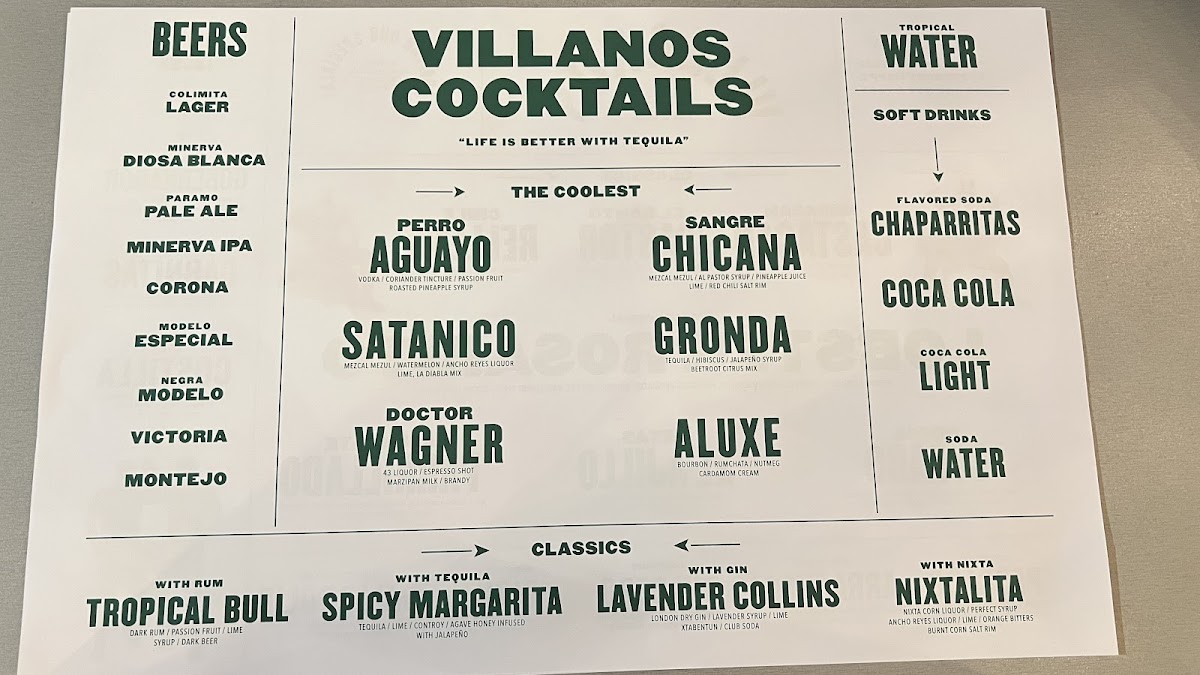 BEERS
COLIMITA
LAGER
MINERVA
DIOSA BLANCA
PARAMO
PALE ALE
MINERVA IPA
CORONA
MODELO
ESPECIAL
NEGRA
MODELO
VICTORIA
MONTEJO
VILLANOS
COCKTAILS
“LIFE IS BETTER WITH TEQUILA”
THE COOLEST
PERRO
AGUAYO
VODKA / CORIANDER TINCTURE / PASSION FRUIT
ROASTED PINEAPPLE SYRUP
SANGRE
CHICANA
MEZCAL MEZUL / AL PASTOR SYRUP / PINEAPPLE JUICE
LIME / RED CHILI SALT RIM
SATANICO
MEZCAL MEZUL / WATERMELON / ANCHO REYES LIQUOR
LIME, LA DIABLA MIX
GRONDA
TEQUILA / HIBISCUS / JALAPEÑO SYRUP
BEETROOT CITRUS MIX
DOCTOR
WAGNER
43 LIQUOR / ESPRESSO SHOT
MARZIPAN MILK / BRANDY
ALUXE
BOURBON / RUMCHATA / NUTMEG
CARDAMOM CREAM
TROPICAL
WATER
SOFT DRINKS
FLAVORED SODA
CHAPARRITAS
COCA COLA
COCA COLA
LIGHT
SODA
WATER
CLASSICS
WITH RUM
TROPICAL BULL
DARK RUM / PASSION FRUIT / LIME
SYRUP / DARK BEER
WITH TEQUILA
SPICY MARGARITA
TEQUILA / LIME / CONTROY / AGAVE HONEY INFUSED
WITH JALAPEÑO
WITH GIN
LAVENDER COLLINS
LONDON DRY GIN / LAVENDER SYRUP / LIME
XTABENTUN / CLUB SODA
WITH NIXTA
NIXTALITA
NIXTA CORN LIQUOR / PERFECT SYRUP
ANCHO REYES LIQUOR / LIME / ORANGE BITTERS
BURNT CORN SALT RIM